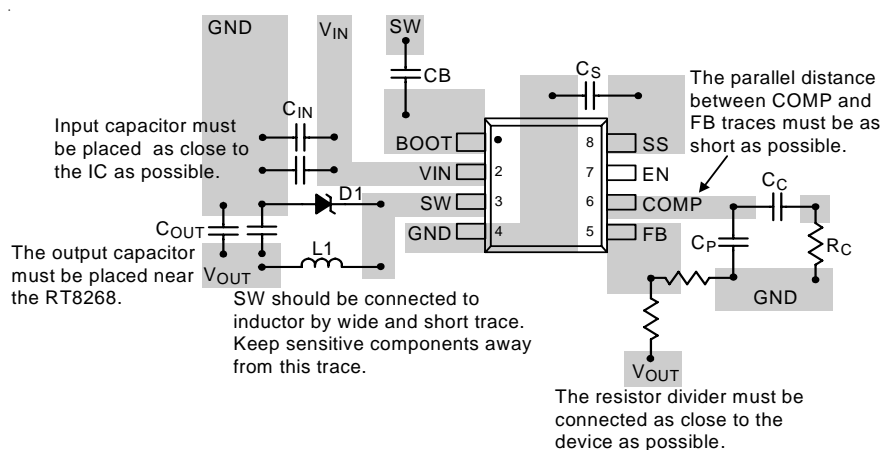 GND
VIN
SW
CB
CS
The parallel distance
between COMP and
FB traces must be as
short as possible.
CIN
Input capacitor must
be placed as close to
the IC as possible.
BOOT
VIN
SW
GND
2
3
4
8
7
6
5
SS
EN
COMP
FB
D1
COUT
L1
VOUT
The output capacitor
must be placed near
the RT8268.
SW should be connected to
inductor by wide and short trace.
Keep sensitive components away
from this trace.
CC
CP
RC
GND
VOUT
The resistor divider must be
connected as close to the
device as possible.